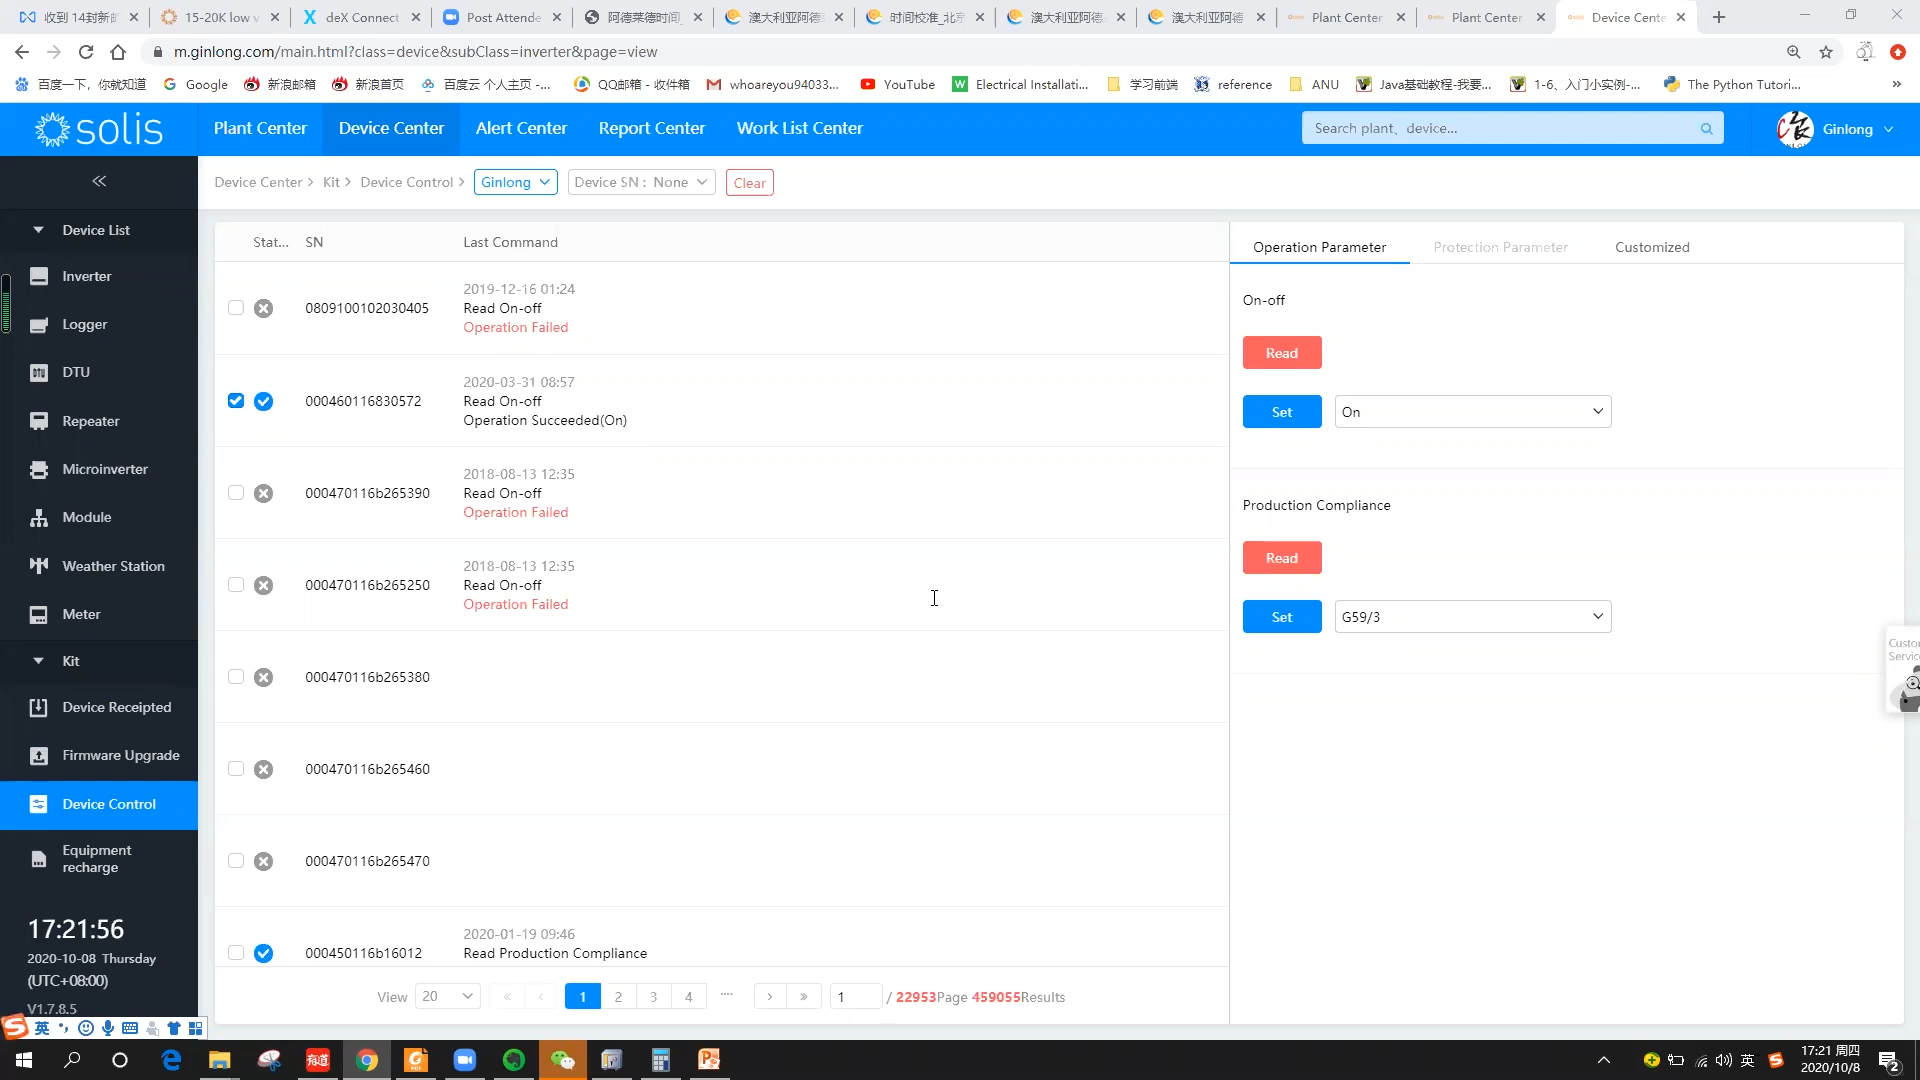 收到 14封新
15-20K low v
deX Connect
Post Attende
阿德莱德时间_
澳大利亚阿德
时间校准_北京
澳大利亚阿德
澳大利亚阿德
Plant Center
Plant Center
Device Cente
m.ginlong.com/main.html?class=device&subClass=inverter&page=view
百度一下，你就知道
Google
新浪邮箱
新浪首页
百度云 个人主页 -...
QQ邮箱 - 收件箱
whoareyou94033...
YouTube
Electrical Installati...
学习前端
reference
ANU
Java基础教程-我要...
1-6、入门小实例-...
The Python Tutori...
»
solis
Plant Center
Device Center
Alert Center
Report Center
Work List Center
Search plant、device...
Ginlong
Device Center > Kit > Device Control >
Ginlong
Device SN : None
Clear
Device List
Inverter
Logger
DTU
Repeater
Microinverter
Module
Weather Station
Meter
Kit
Device Receipted
Firmware Upgrade
Device Control
Equipment
recharge
17:21:56
2020-10-08 Thursday
(UTC+08:00)
V1.7.8.5
Stat... SN Last Command
2019-12-16 01:24
0809100102030405 Read On-off
Operation Failed
2020-03-31 08:57
000460116830572 Read On-off
Operation Succeeded(On)
2018-08-13 12:35
000470116b265390 Read On-off
Operation Failed
2018-08-13 12:35
000470116b265250 Read On-off
Operation Failed
000470116b265380
000470116b265460
000470116b265470
2020-01-19 09:46
000450116b16012 Read Production Compliance
View 20 « ‹ 1 2 3 4 ···· › » 1 / 22953Page 459055Results
Operation Parameter
Protection Parameter
Customized
On-off
Read
Set On
Production Compliance
Read
Set G59/3
Custo
Servic
英
有道
英
17:21 周四
2020/10/8
2